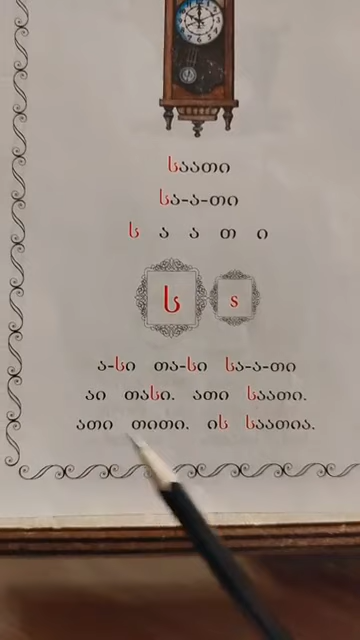 საათი
სა-ა-თი
ს ა ა თ ი
ს s
ა-სი თა-სი სა-ა-თი
აი თასი. ათი საათი.
ათი თითი. ის საათია.